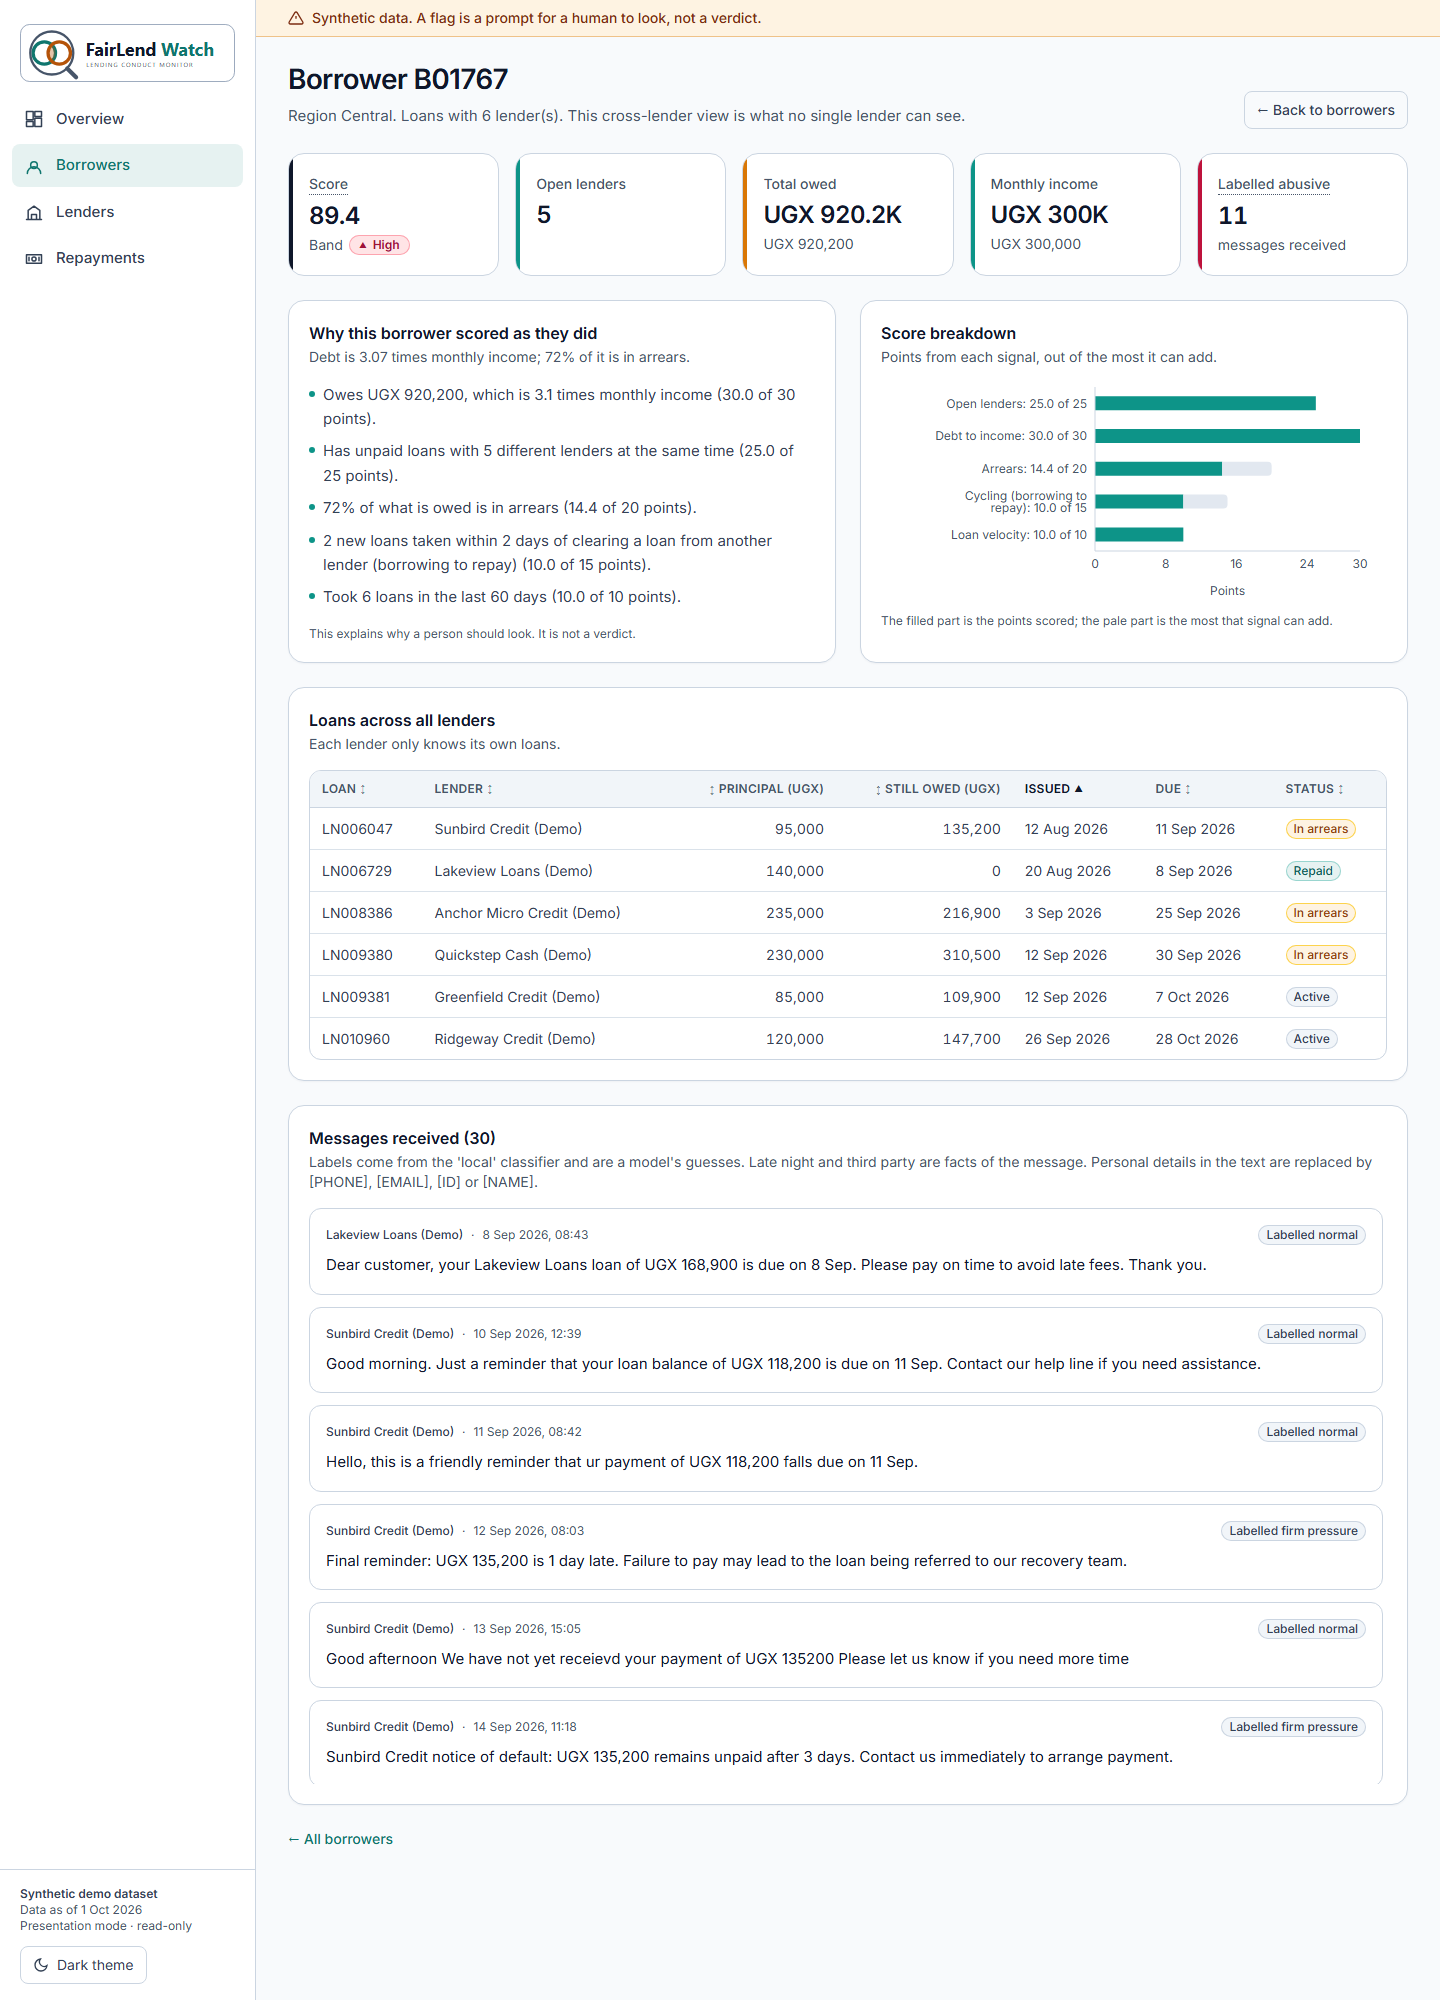 Synthetic data. A flag is a prompt for a human to look, not a verdict.
FairLend Watch
LENDING CONDUCT MONITOR
Overview
Borrowers
Lenders
Repayments
Borrower B01767
Region Central. Loans with 6 lender(s). This cross-lender view is what no single lender can see.
← Back to borrowers
Score
89.4
Band ▲ High
Open lenders
5
Total owed
UGX 920.2K
UGX 920,200
Monthly income
UGX 300K
UGX 300,000
Labelled abusive
11
messages received
Why this borrower scored as they did
Debt is 3.07 times monthly income; 72% of it is in arrears.
• Owes UGX 920,200, which is 3.1 times monthly income (30.0 of 30
points).
• Has unpaid loans with 5 different lenders at the same time (25.0 of
25 points).
• 72% of what is owed is in arrears (14.4 of 20 points).
• 2 new loans taken within 2 days of clearing a loan from another
lender (borrowing to repay) (10.0 of 15 points).
• Took 6 loans in the last 60 days (10.0 of 10 points).
This explains why a person should look. It is not a verdict.
Score breakdown
Points from each signal, out of the most it can add.
Open lenders: 25.0 of 25
Debt to income: 30.0 of 30
Arrears: 14.4 of 20
Cycling (borrowing to
repay): 10.0 of 15
Loan velocity: 10.0 of 10
0 8 16 24 30
Points
The filled part is the points scored; the pale part is the most that signal can add.
Loans across all lenders
Each lender only knows its own loans.
LOAN ↕ LENDER ↕ ↕ PRINCIPAL (UGX) ↕ STILL OWED (UGX) ISSUED ▲ DUE ↕ STATUS ↕
LN006047 Sunbird Credit (Demo) 95,000 135,200 12 Aug 2026 11 Sep 2026 In arrears
LN006729 Lakeview Loans (Demo) 140,000 0 20 Aug 2026 8 Sep 2026 Repaid
LN008386 Anchor Micro Credit (Demo) 235,000 216,900 3 Sep 2026 25 Sep 2026 In arrears
LN009380 Quickstep Cash (Demo) 230,000 310,500 12 Sep 2026 30 Sep 2026 In arrears
LN009381 Greenfield Credit (Demo) 85,000 109,900 12 Sep 2026 7 Oct 2026 Active
LN010960 Ridgeway Credit (Demo) 120,000 147,700 26 Sep 2026 28 Oct 2026 Active
Messages received (30)
Labels come from the 'local' classifier and are a model's guesses. Late night and third party are facts of the message. Personal details in the text are replaced by
[PHONE], [EMAIL], [ID] or [NAME].
Lakeview Loans (Demo) · 8 Sep 2026, 08:43 Labelled normal
Dear customer, your Lakeview Loans loan of UGX 168,900 is due on 8 Sep. Please pay on time to avoid late fees. Thank you.
Sunbird Credit (Demo) · 10 Sep 2026, 12:39 Labelled normal
Good morning. Just a reminder that your loan balance of UGX 118,200 is due on 11 Sep. Contact our help line if you need assistance.
Sunbird Credit (Demo) · 11 Sep 2026, 08:42 Labelled normal
Hello, this is a friendly reminder that ur payment of UGX 118,200 falls due on 11 Sep.
Sunbird Credit (Demo) · 12 Sep 2026, 08:03 Labelled firm pressure
Final reminder: UGX 135,200 is 1 day late. Failure to pay may lead to the loan being referred to our recovery team.
Sunbird Credit (Demo) · 13 Sep 2026, 15:05 Labelled normal
Good afternoon We have not yet receievd your payment of UGX 135200 Please let us know if you need more time
Sunbird Credit (Demo) · 14 Sep 2026, 11:18 Labelled firm pressure
Sunbird Credit notice of default: UGX 135,200 remains unpaid after 3 days. Contact us immediately to arrange payment.
← All borrowers
Synthetic demo dataset
Data as of 1 Oct 2026
Presentation mode · read-only
Dark theme